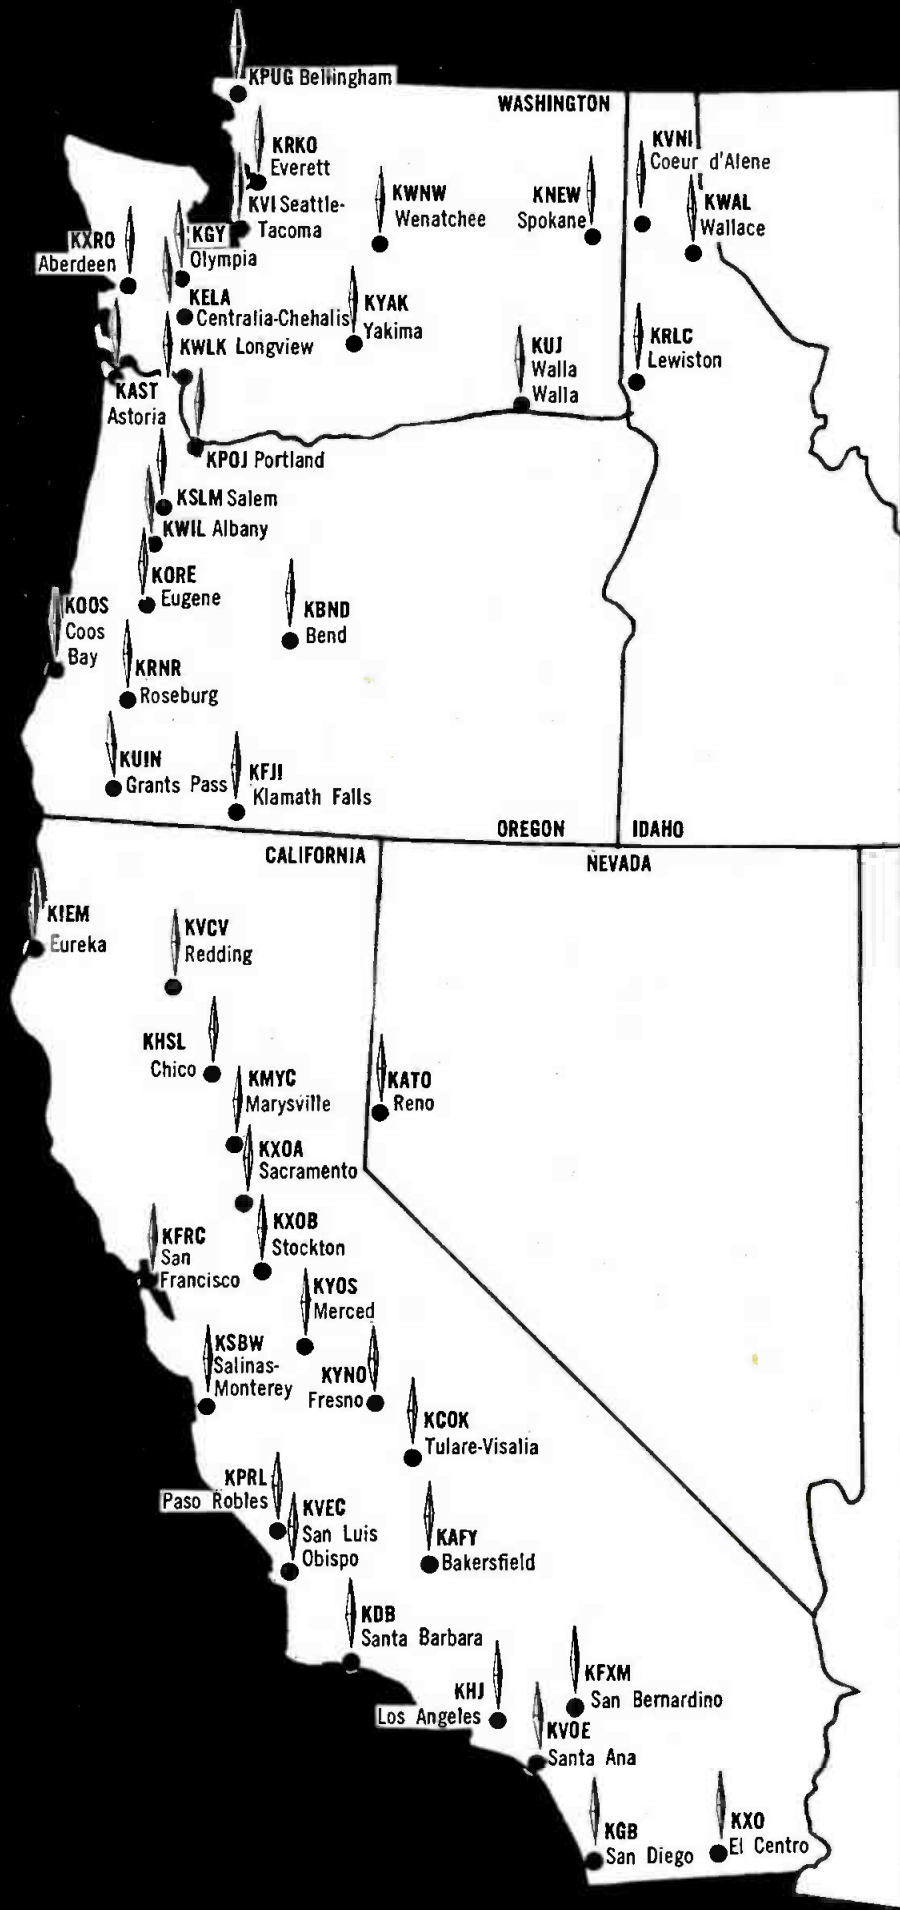 KPUG Bellingham
WASHINGTON
KRKO
Everett
KVI Seattle-
Tacoma
KWNW
Wenatchee
KNEW
Spokane
KVNI
Coeur d'Alene
KWAL
Wallace
KXRO
Aberdeen
KGY
Olympia
KELA
Centralia-Chehalis
KWLK Longview
KYAK
Yakima
KUJ
Walla
Walla
KRLC
Lewiston
KAST
Astoria
KPOJ Portland
KSLM Salem
KWIL Albany
KORE
Eugene
KBND
Bend
KOOS
Coos
Bay
KRNR
Roseburg
KUIN
Grants Pass
KFJI
Klamath Falls
OREGON
IDAHO
CALIFORNIA
NEVADA
KIEM
Eureka
KVCV
Redding
KHSL
Chico
KMYC
Marysville
KATO
Reno
KXOA
Sacramento
KFRC
San
Francisco
KXOB
Stockton
KYOS
Merced
KSBW
Salinas-
Monterey
KYNO
Fresno
KCOK
Tulare-Visalia
KPRL
Paso Robles
KVEC
San Luis
Obispo
KAFY
Bakersfield
KDB
Santa Barbara
KHJ
Los Angeles
KFXM
San Bernardino
KVOE
Santa Ana
KGB
San Diego
KXO
El Centro